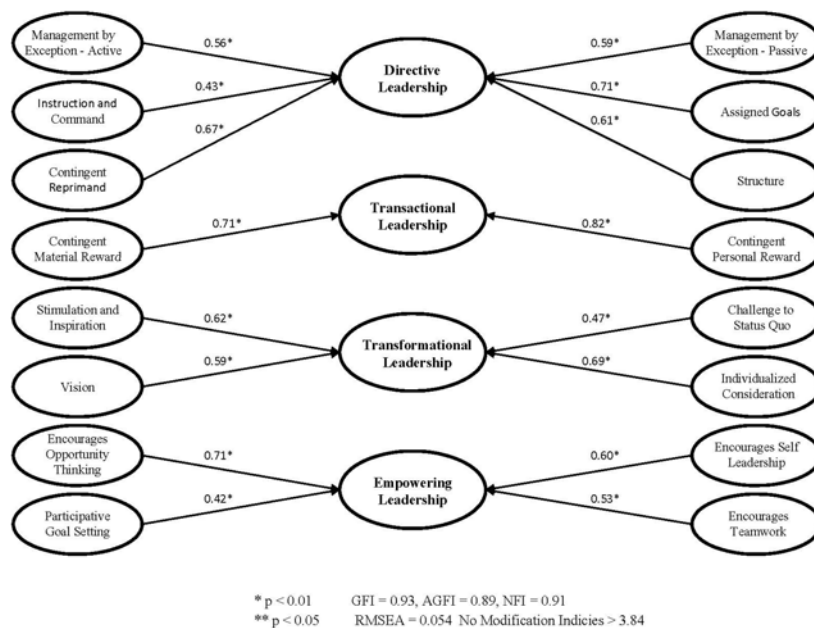 Management by
Exception - Active
0.56*
Directive
Leadership
0.59*
Management by
Exception - Passive
Instruction and
Command
0.43*
0.71*
Assigned Goals
Contingent
Reprimand
0.67*
0.61*
Structure
Contingent
Material Reward
0.71*
Transactional
Leadership
0.82*
Contingent
Personal Reward
Stimulation and
Inspiration
0.62*
Transformational
Leadership
0.47*
Challenge to
Status Quo
Vision
0.59*
0.69*
Individualized
Consideration
Encourages
Opportunity
Thinking
0.71*
Empowering
Leadership
0.60*
Encourages Self
Leadership
Participative
Goal Setting
0.42*
0.53*
Encourages
Teamwork
* p < 0.01 GFI = 0.93, AGFI = 0.89, NFI = 0.91
** p < 0.05 RMSEA = 0.054 No Modification Indicies > 3.84